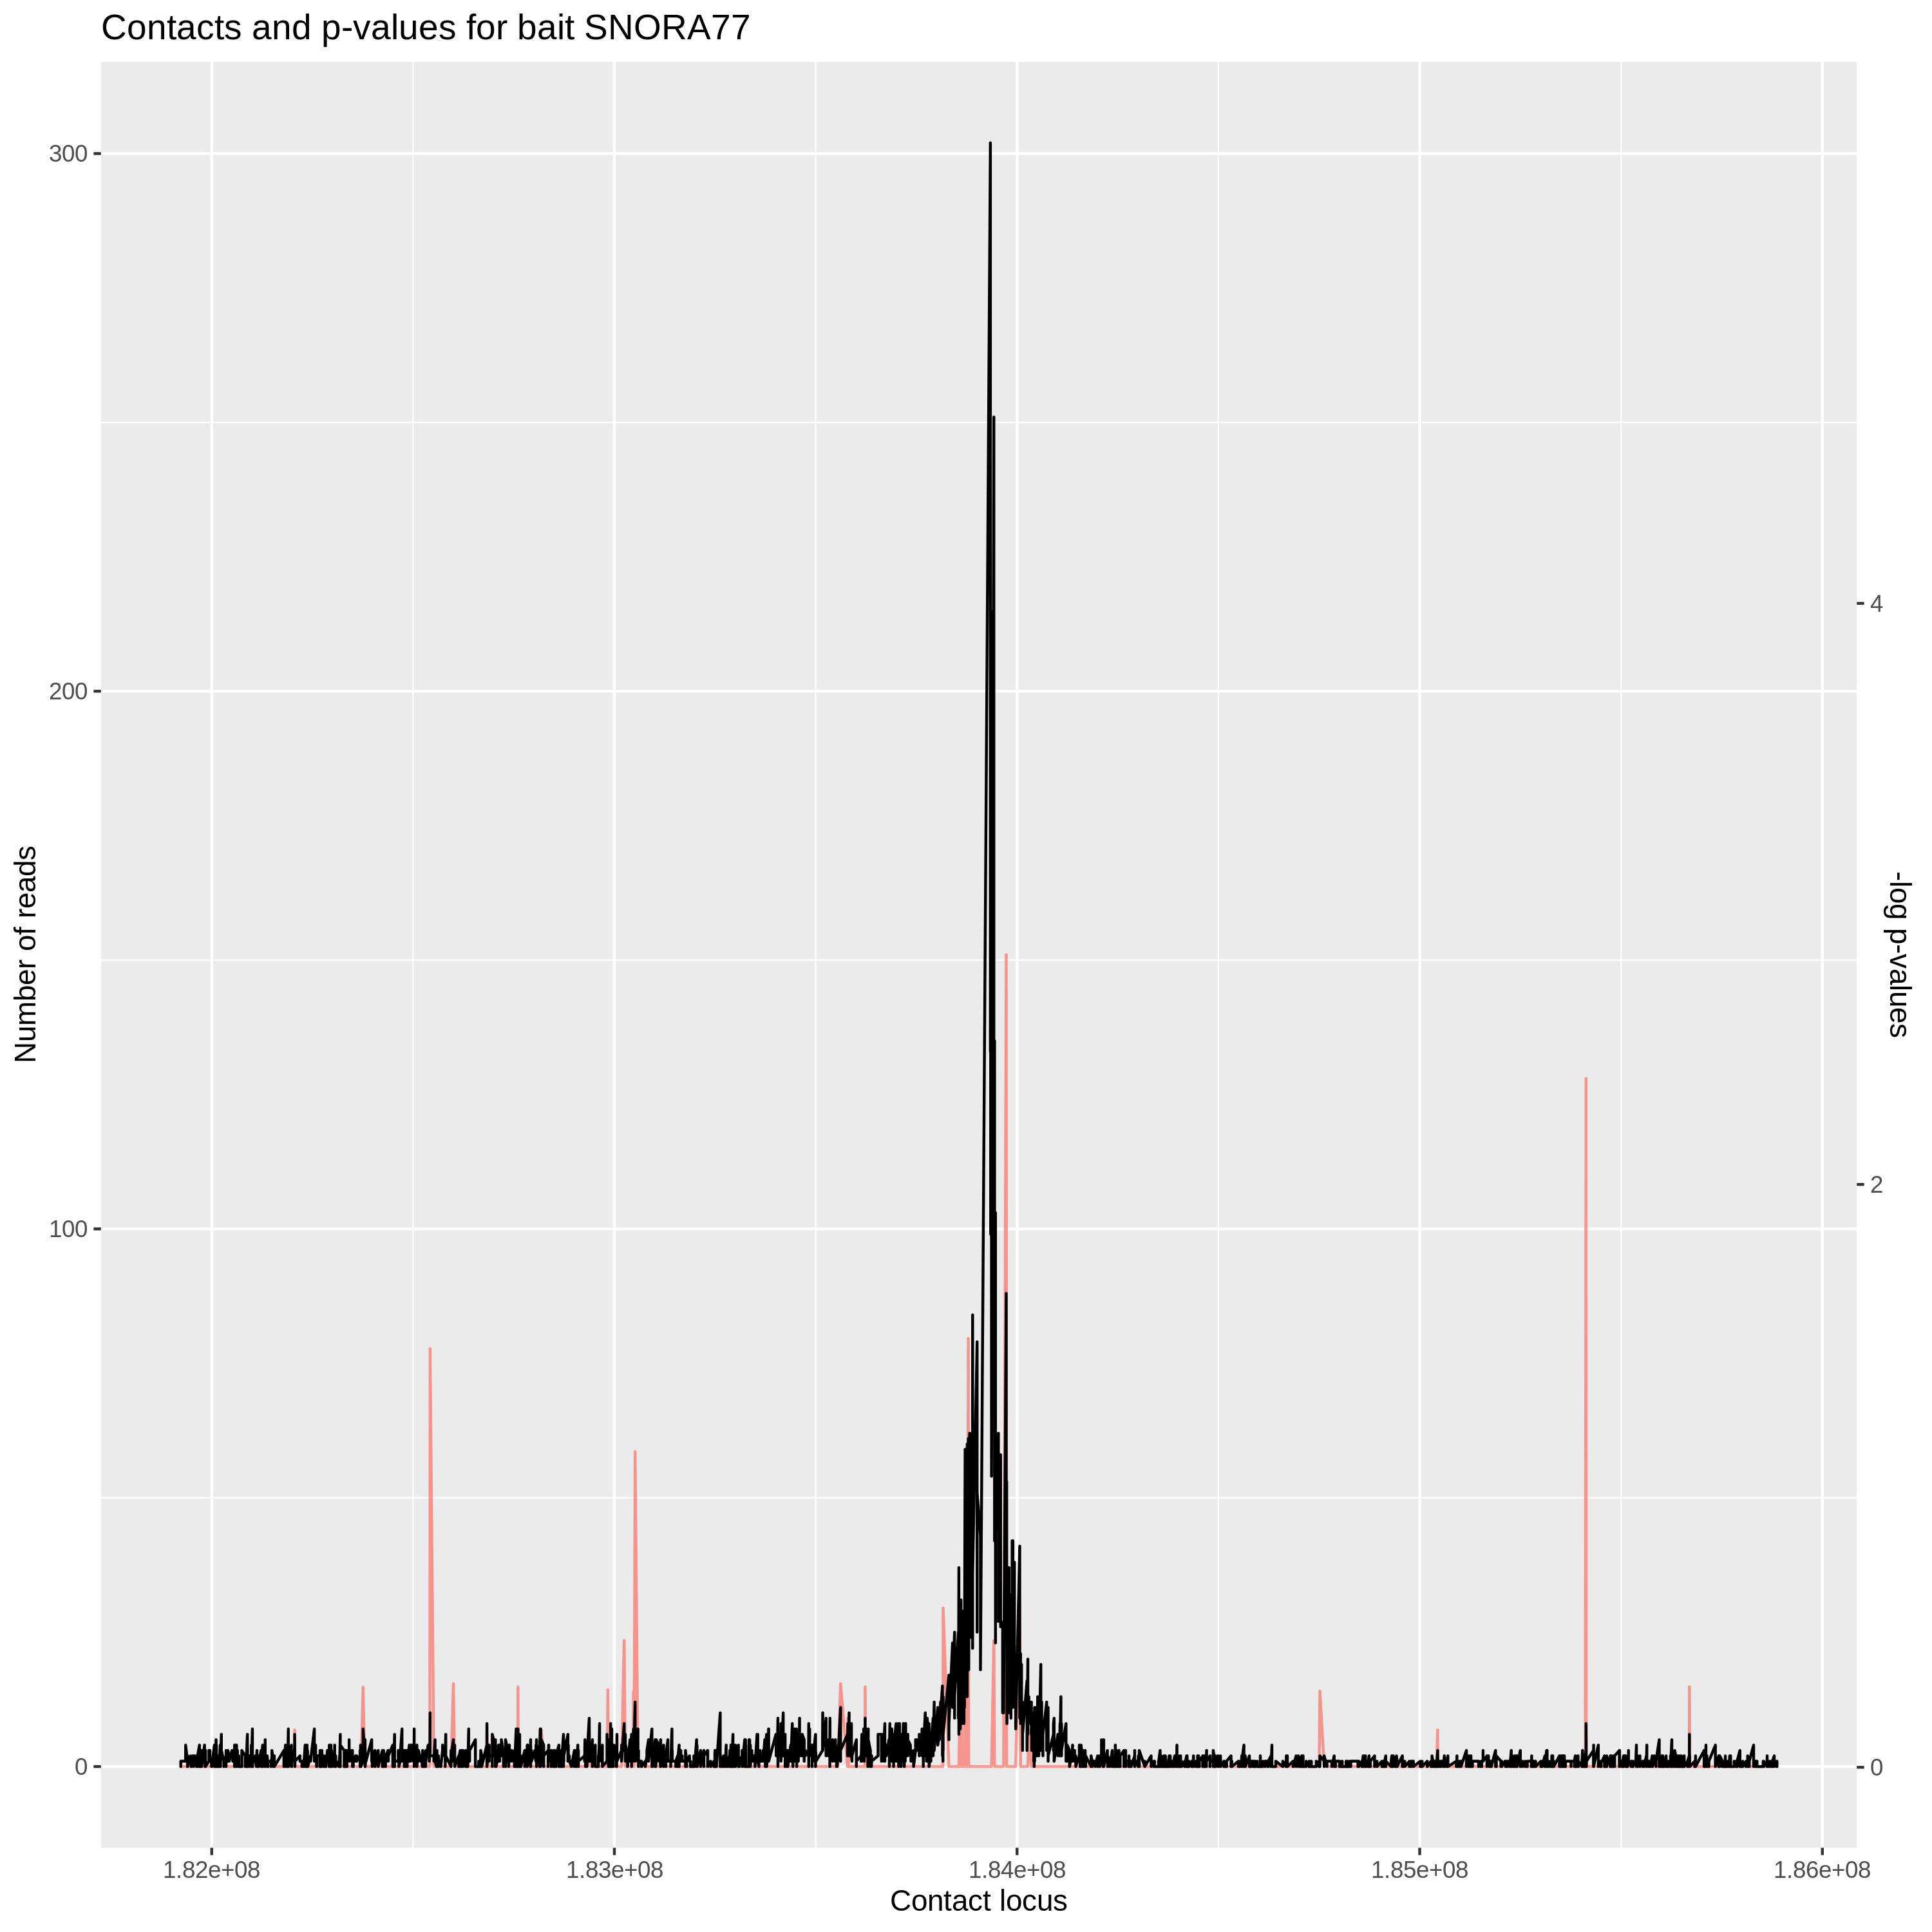 Contacts and p-values for bait SNORA77
300
200
100
0
Number of reads
4
2
0
-log p-values
1.82e+08
1.83e+08
1.84e+08
1.85e+08
1.86e+08
Contact locus